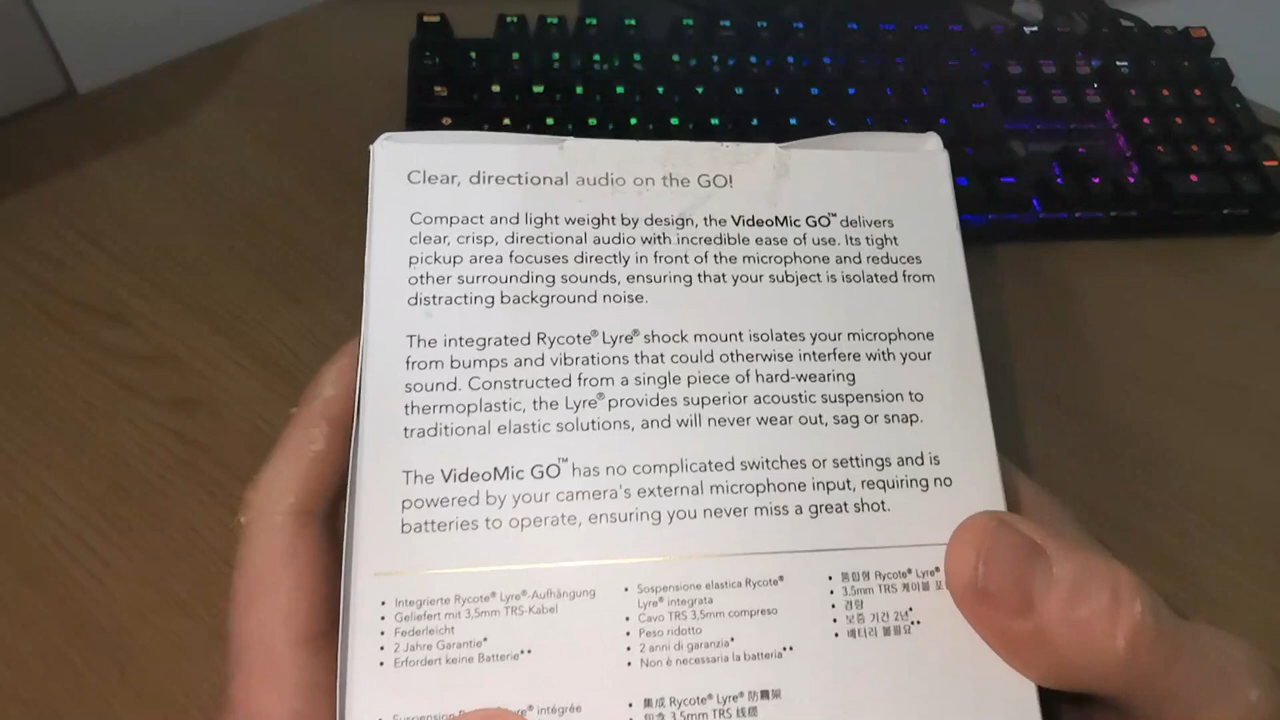 Clear, directional audio on the GO!
Compact and light weight by design, the VideoMic GO™ delivers
clear, crisp, directional audio with incredible ease of use. Its tight
pickup area focuses directly in front of the microphone and reduces
other surrounding sounds, ensuring that your subject is isolated from
distracting background noise.
The integrated Rycote® Lyre® shock mount isolates your microphone
from bumps and vibrations that could otherwise interfere with your
sound. Constructed from a single piece of hard-wearing
thermoplastic, the Lyre® provides superior acoustic suspension to
traditional elastic solutions, and will never wear out, sag or snap.
The VideoMic GO™ has no complicated switches or settings and is
powered by your camera's external microphone input, requiring no
batteries to operate, ensuring you never miss a great shot.
• Integrierte Rycote® Lyre®-Aufhängung
• Geliefert mit 3,5mm TRS-Kabel
• Federleicht
• 2 Jahre Garantie*
• Erfordert keine Batterie**
• Sospensione elastica Rycote®
Lyre® integrata
• Cavo TRS 3,5mm compreso
• Peso ridotto
• 2 anni di garanzia*
• Non è necessaria la batteria**
• 통합형 Rycote® Lyre®
• 3.5mm TRS 케이블
• 경량
• 보증 기간 2년*
• 배터리 불필요**
• Suspension intégrée
• 集成 Rycote® Lyre® 防震架
• 包含 3.5mm TRS 线缆